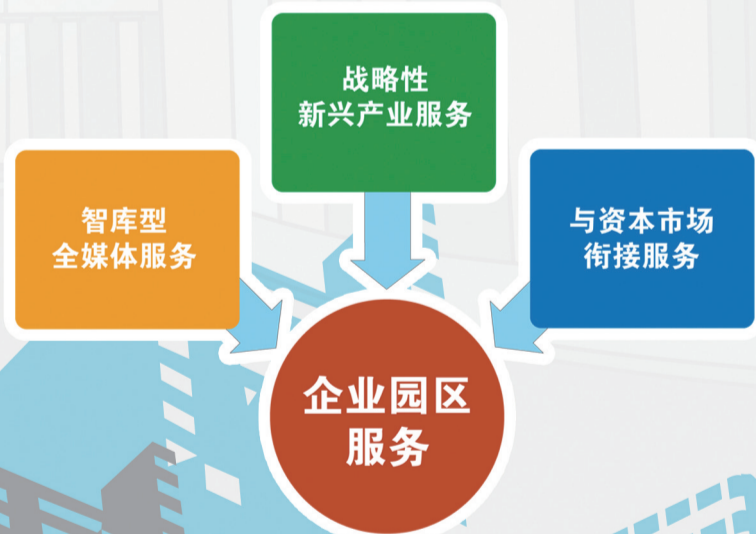 战略性
新兴产业服务
智库型
全媒体服务
与资本市场
衔接服务
企业园区
服务